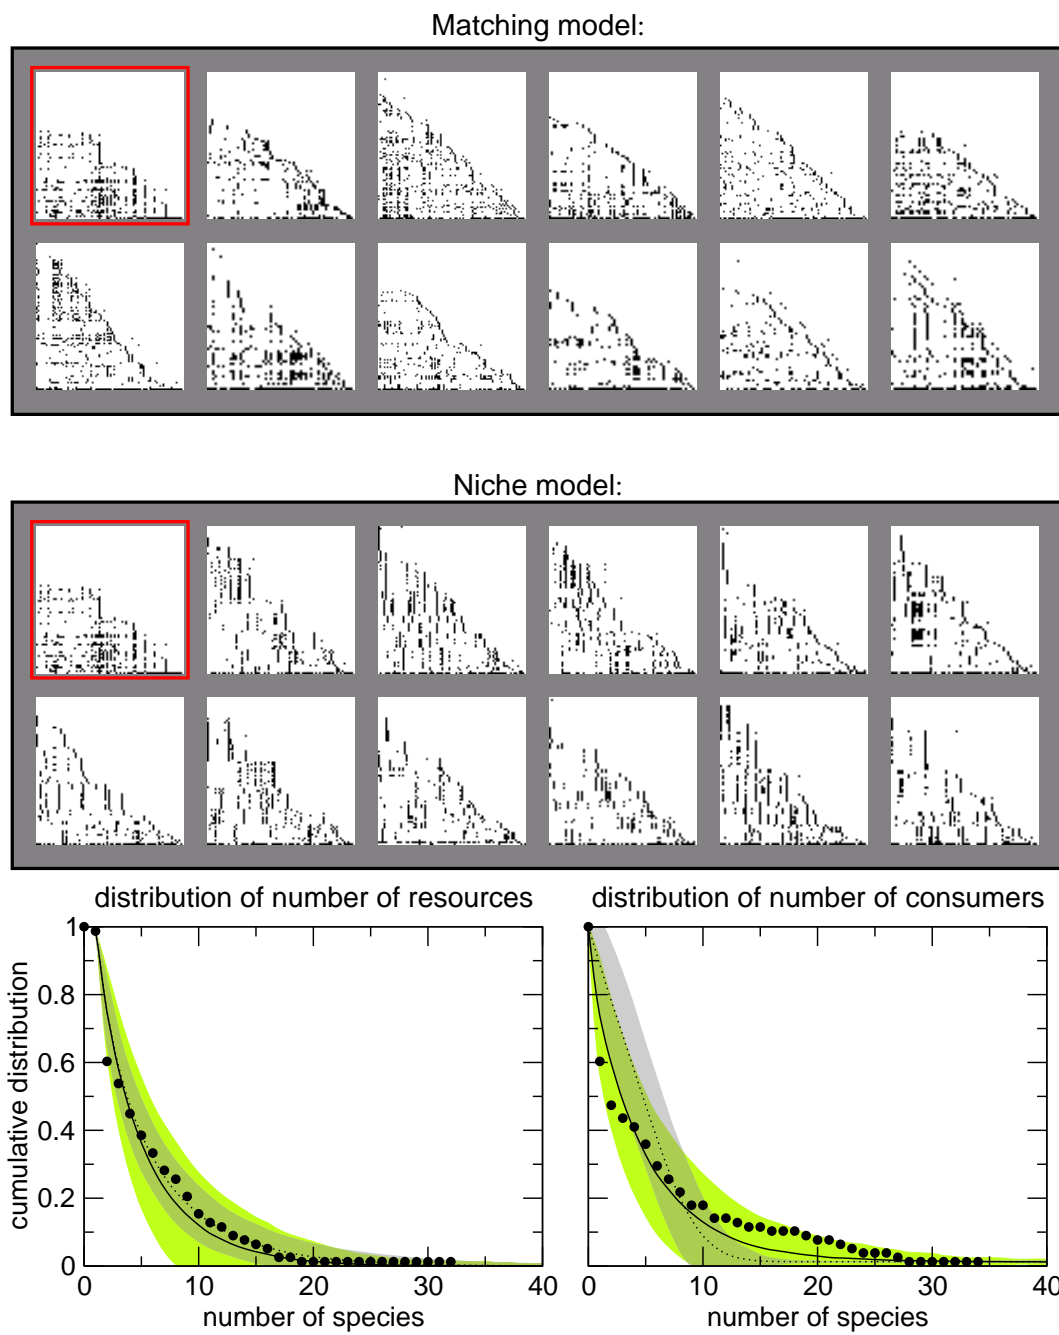 Matching model:
Niche model:
distribution of number of resources
distribution of number of consumers
cumulative distribution
1
0.8
0.6
0.4
0.2
0
0 10 20 30 40
number of species
0 10 20 30 40
number of species